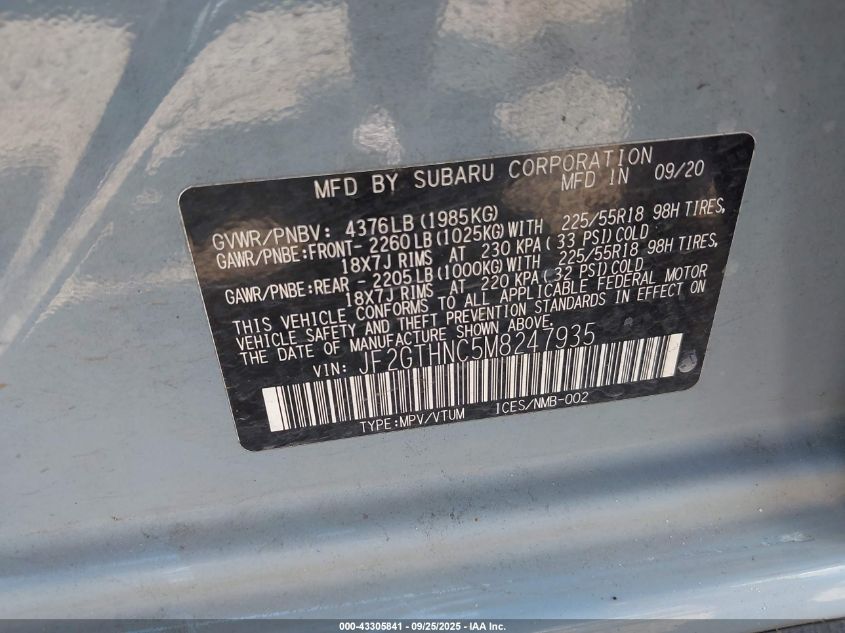 MFD BY SUBARU CORPORATION
MFD IN 09/20
GVWR/PNBV: 4376LB(1985KG)
GAWR/PNBE:FRONT- 2260LB(1025KG)WITH 225/55R18 98H TIRES,
18X7J RIMS AT 230 KPA(33 PSI)COLD
GAWR/PNBE:REAR - 2205LB(1000KG)WITH 225/55R18 98H TIRES,
18X7J RIMS AT 220 KPA(32 PSI)COLD
THIS VEHICLE CONFORMS TO ALL APPLICABLE FEDERAL MOTOR
VEHICLE SAFETY AND THEFT PREVENTION STANDARDS IN EFFECT ON
THE DATE OF MANUFACTURE SHOWN ABOVE.
VIN: JF2GTHNC5M8247935
TYPE:MPV/VTUM ICES/NMB-002
000-43305841 - 09/25/2025 - IAA Inc.